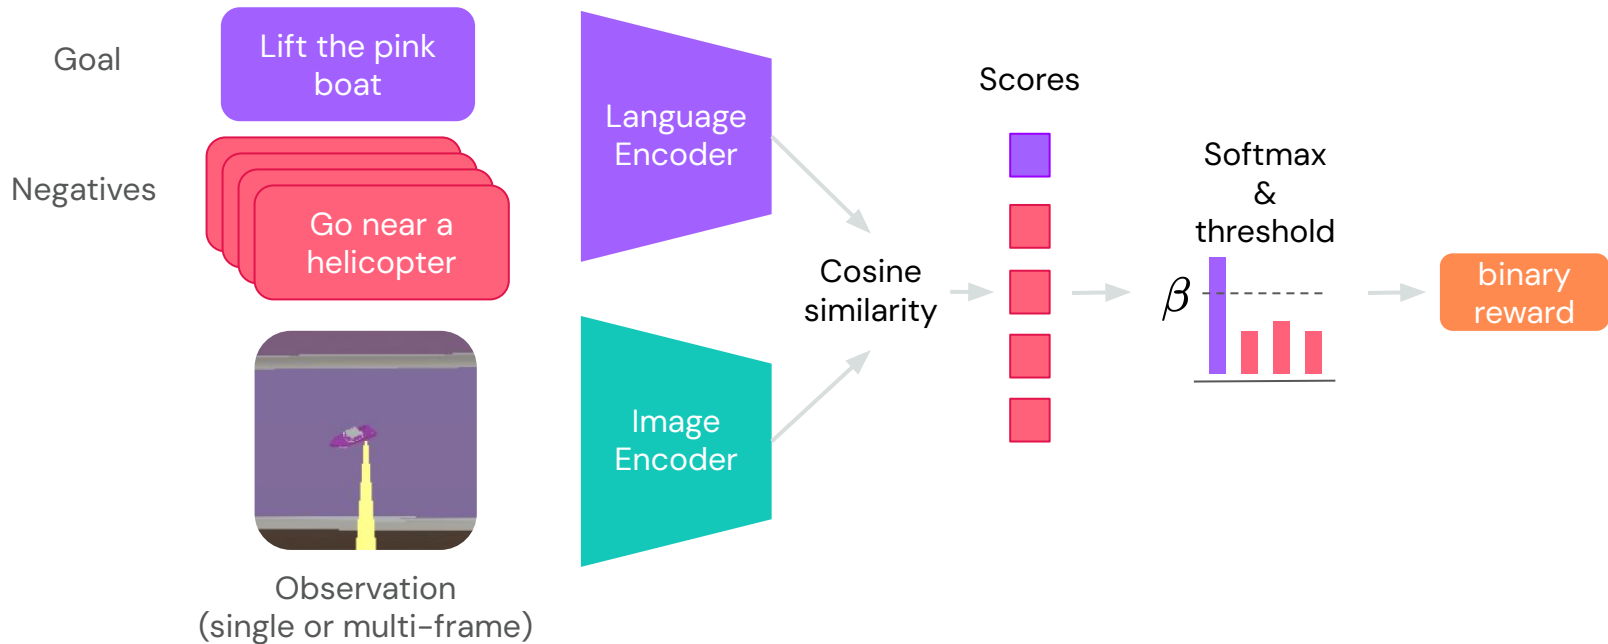 Goal
Lift the pink
boat
Negatives
Go near a
helicopter
Observation
(single or multi-frame)
Language
Encoder
Image
Encoder
Cosine
similarity
Scores
Softmax
&
threshold
β
binary
reward